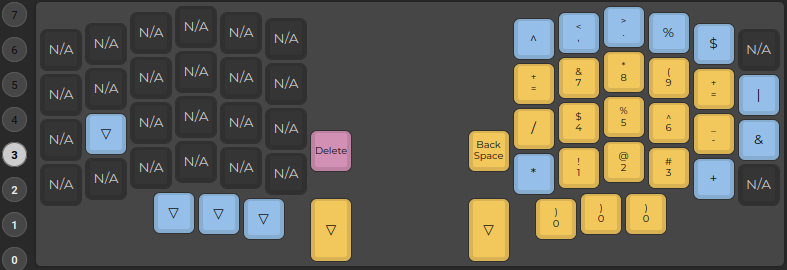 7
6
5
4
3
2
1
0
N/A N/A N/A N/A N/A N/A
N/A N/A N/A N/A N/A N/A
N/A ▽ N/A N/A N/A N/A
N/A N/A N/A N/A N/A N/A
Delete
▽ ▽ ▽ ▽
^ < , > . % $ N/A
+ = & 7 * 8 ( 9 + = |
/ $ 4 % 5 ^ 6 _ - &
* ! 1 @ 2 # 3 + N/A
Back
Space
▽ ) 0 ) 0 ) 0